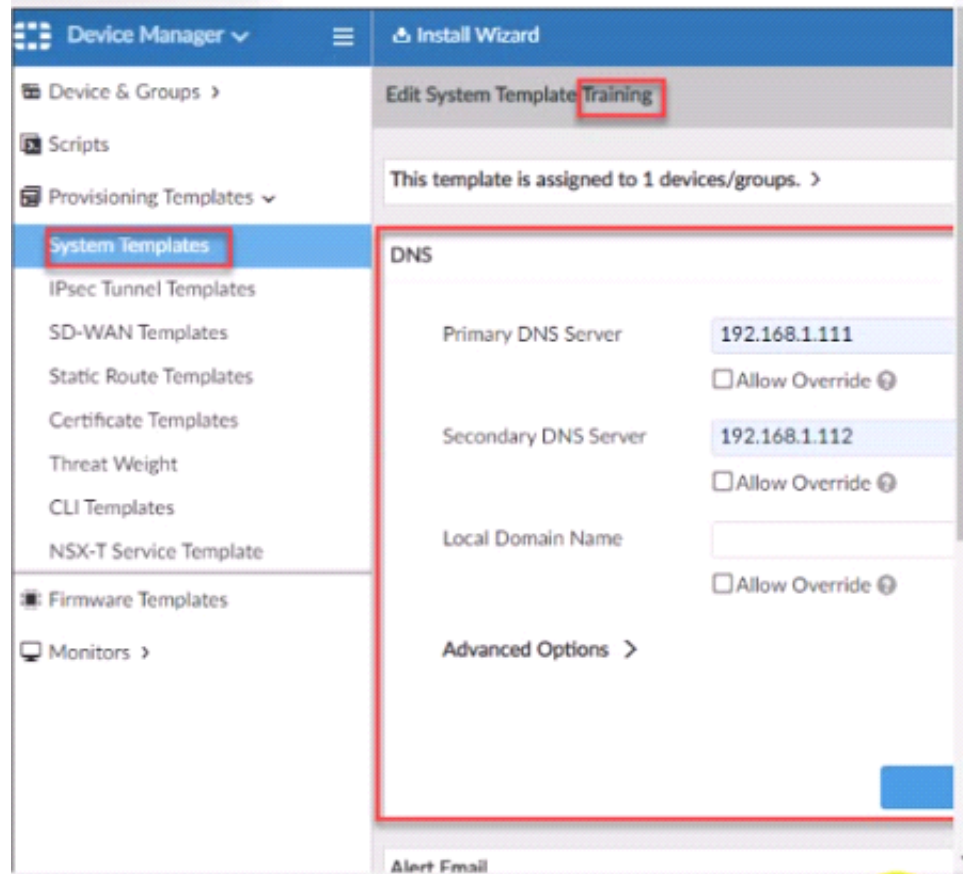 Device Manager
Install Wizard
Device & Groups >
Scripts
Provisioning Templates
System Templates
IPsec Tunnel Templates
SD-WAN Templates
Static Route Templates
Certificate Templates
Threat Weight
CLI Templates
NSX-T Service Template
Firmware Templates
Monitors >
Edit System Template Training
This template is assigned to 1 devices/groups. >
DNS
Primary DNS Server 192.168.1.111
Allow Override
Secondary DNS Server 192.168.1.112
Allow Override
Local Domain Name
Allow Override
Advanced Options >
Alert Email